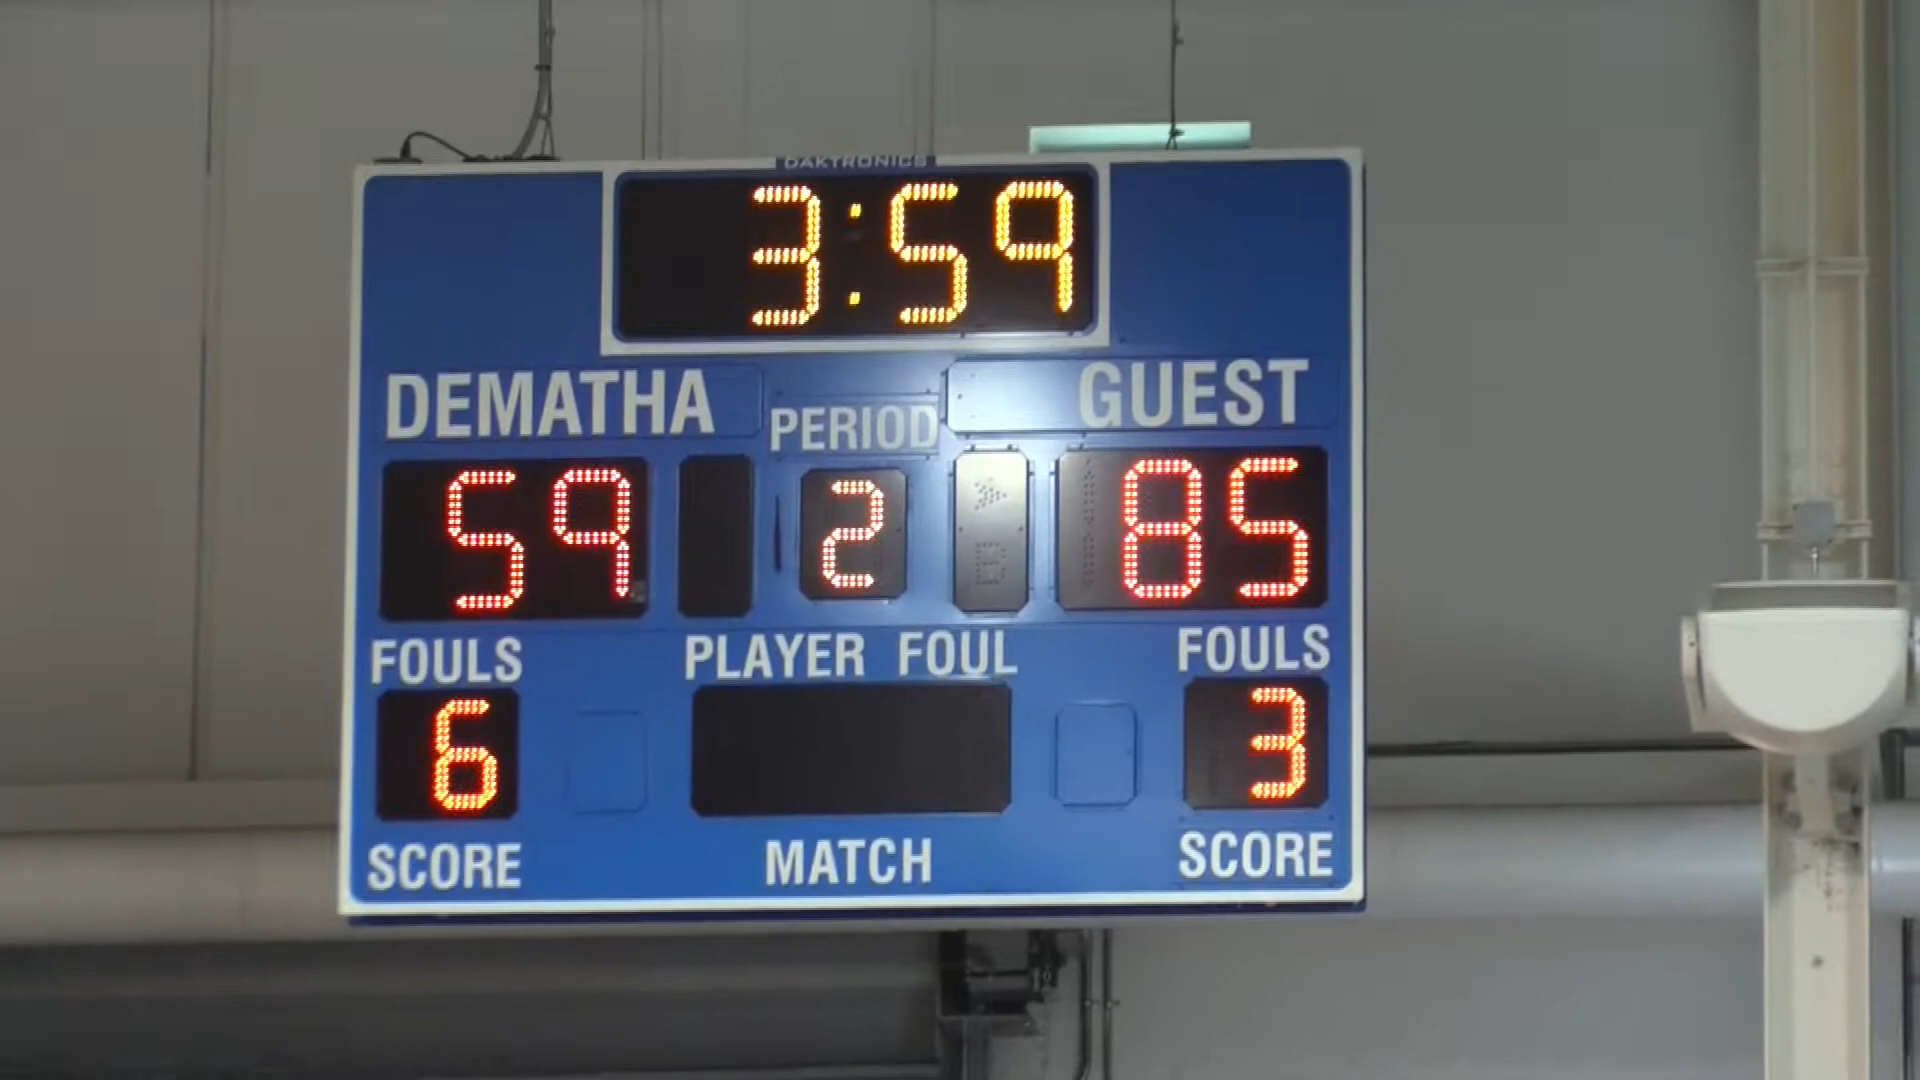 DAKTRONICS
3:59
DEMATHA PERIOD GUEST
59 2 85
FOULS PLAYER FOUL FOULS
6 3
SCORE MATCH SCORE